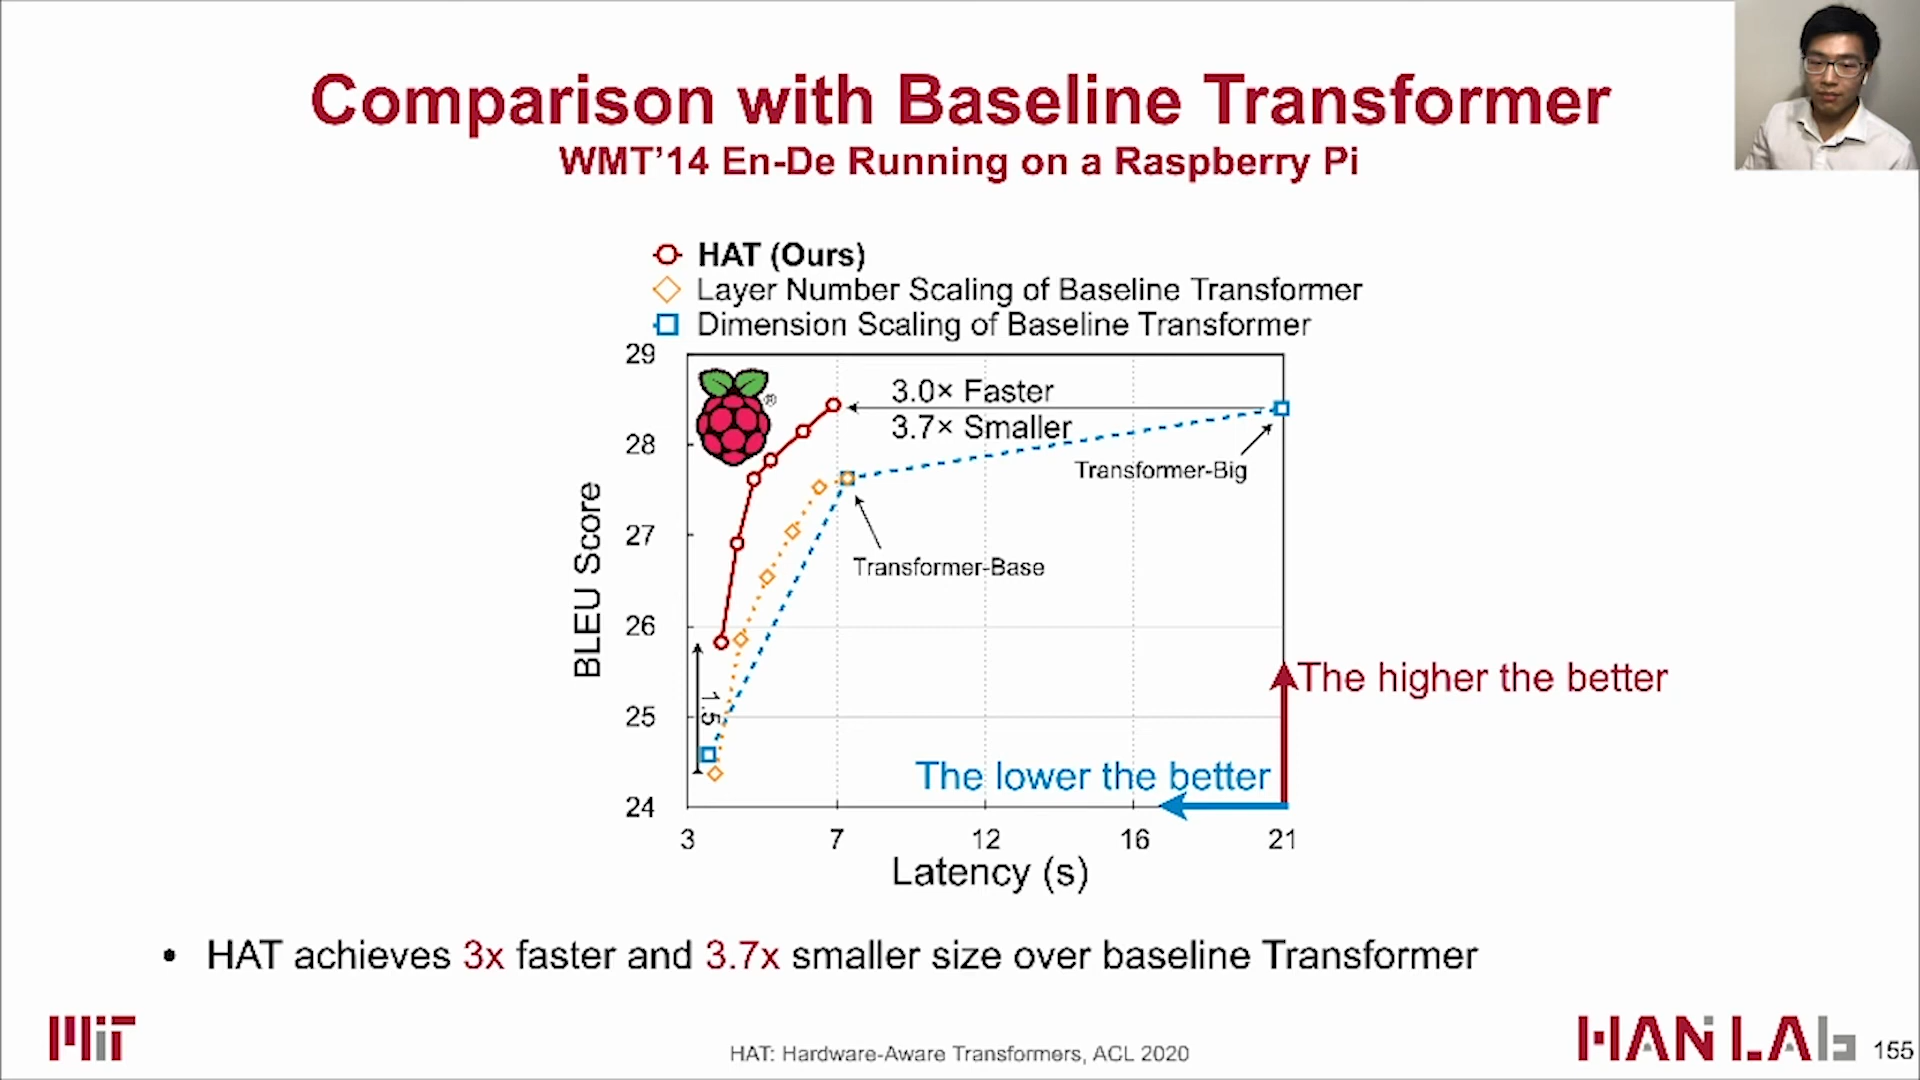 Comparison with Baseline Transformer
WMT’14 En-De Running on a Raspberry Pi
HAT (Ours)
Layer Number Scaling of Baseline Transformer
Dimension Scaling of Baseline Transformer
29
28
27
26
25
24
BLEU Score
®
3.0× Faster
3.7× Smaller
Transformer-Big
Transformer-Base
1.5
The higher the better
The lower the better
3 7 12 16 21
Latency (s)
• HAT achieves 3x faster and 3.7x smaller size over baseline Transformer
MIT
HAT: Hardware-Aware Transformers, ACL 2020
HAN LAb
155